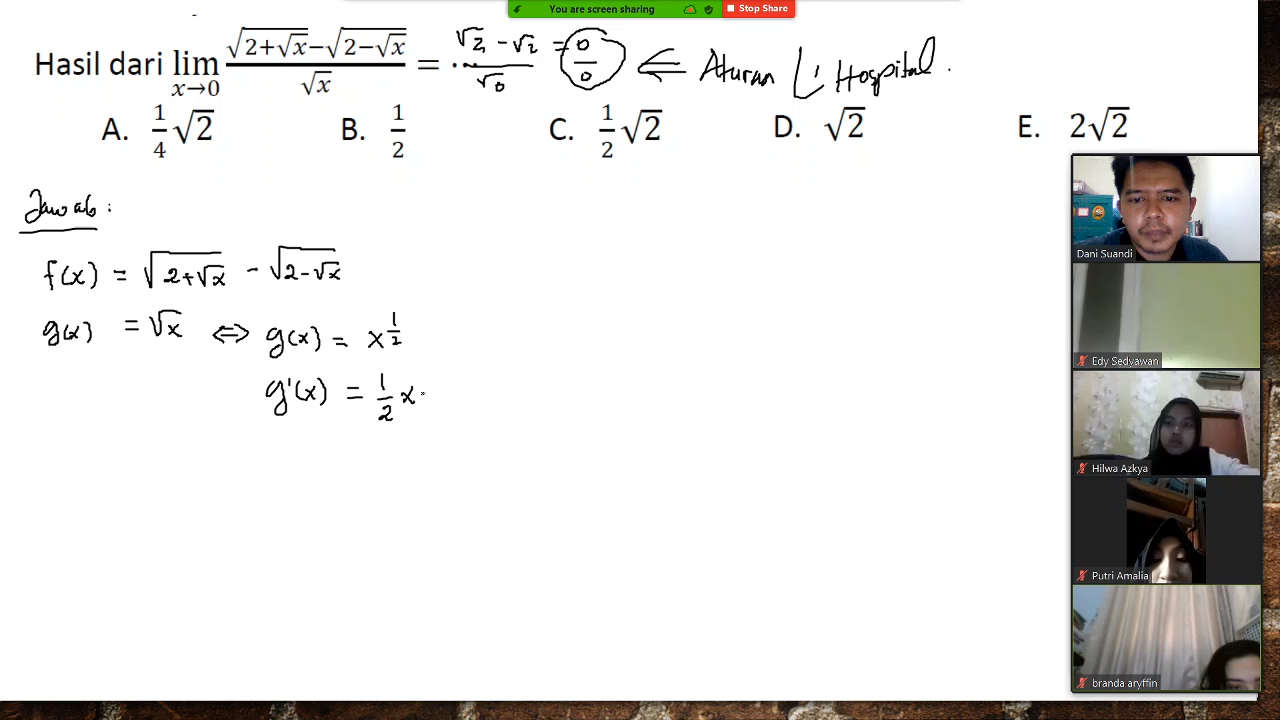 You are screen sharing Stop Share
Hasil dari lim x→0 (√(2+√x) − √(2−√x)) / √x = ... (√2 − √2) / √0 = 0/0 ⇐ Aturan L'Hospital.
A. 1/4 √2 B. 1/2 C. 1/2 √2 D. √2 E. 2√2
Jawab :
f(x) = √(2+√x) − √(2−√x)
g(x) = √x ⇔ g(x) = x^(1/2)
g'(x) = 1/2 x
Dani Suandi
Edy Sedyawan
Hilwa Azkya
Putri Amalia
branda aryffin